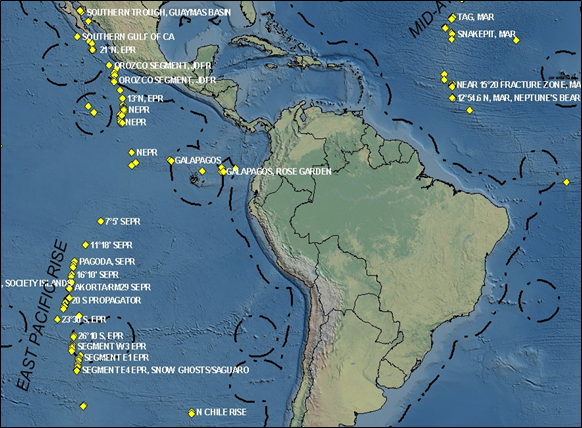 SOUTHERN TROUGH, GUAYMAS BASIN
MID-A
TAG, MAR
SOUTHERN GULF OF CA
SNAKEPIT, MAR
21°N, EPR
OROZCO SEGMENT, JDFR
OROZCO SEGMENT, JDFR
NEAR 15°20 FRACTURE ZONE, MA
13°N, EPR
12°54.6 N, MAR, NEPTUNE'S BEAR
NEPR
NEPR
NEPR
GALAPAGOS
GALAPAGOS, ROSE GARDEN
7°5' SEPR
11°18' SEPR
PAGODA, SEPR
16°10' SEPR
, SOCIETY ISLANDS
AKORTA/RM29 SEPR
20 S PROPAGATOR
EAST PACIFIC RISE
23°30 S, EPR
26°10 S, EPR
SEGMENT W3 EPR
SEGMENT E1 EPR
SEGMENT E4 EPR, SNOW GHOSTS/SAGUARO
N CHILE RISE